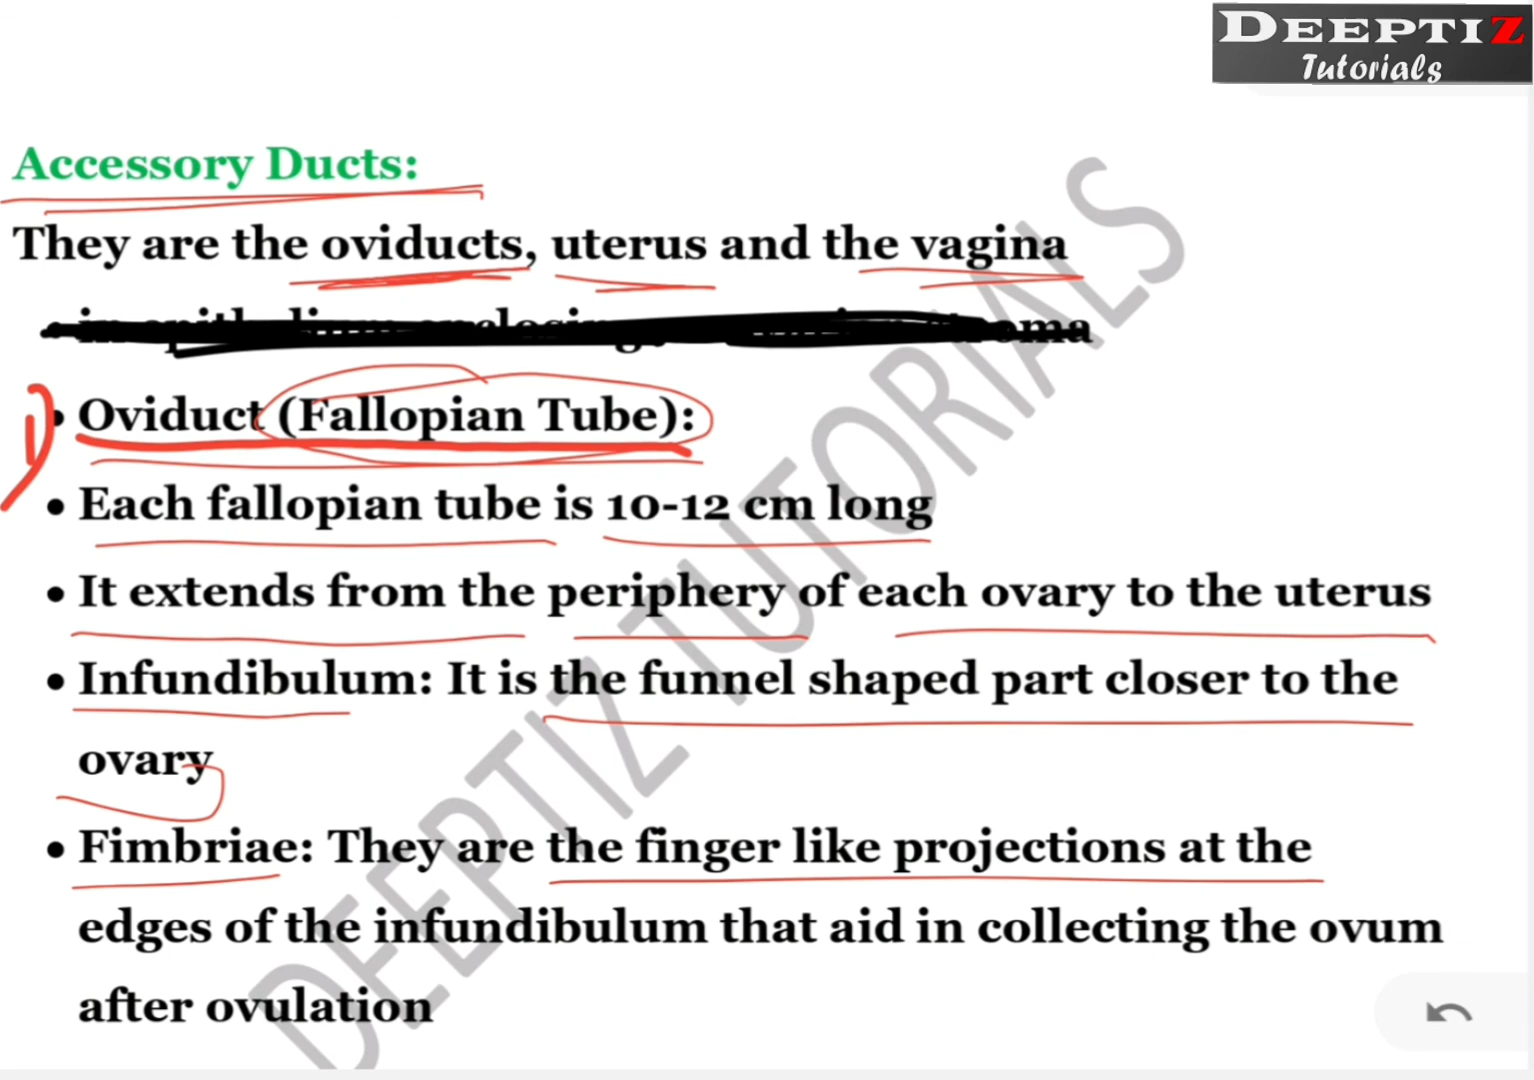 DEEPTIZ
Tutorials
Accessory Ducts:
They are the oviducts, uterus and the vagina
• Oviduct (Fallopian Tube):
• Each fallopian tube is 10-12 cm long
• It extends from the periphery of each ovary to the uterus
• Infundibulum: It is the funnel shaped part closer to the
ovary
• Fimbriae: They are the finger like projections at the
edges of the infundibulum that aid in collecting the ovum
after ovulation
DEEPTIZ TUTORIALS